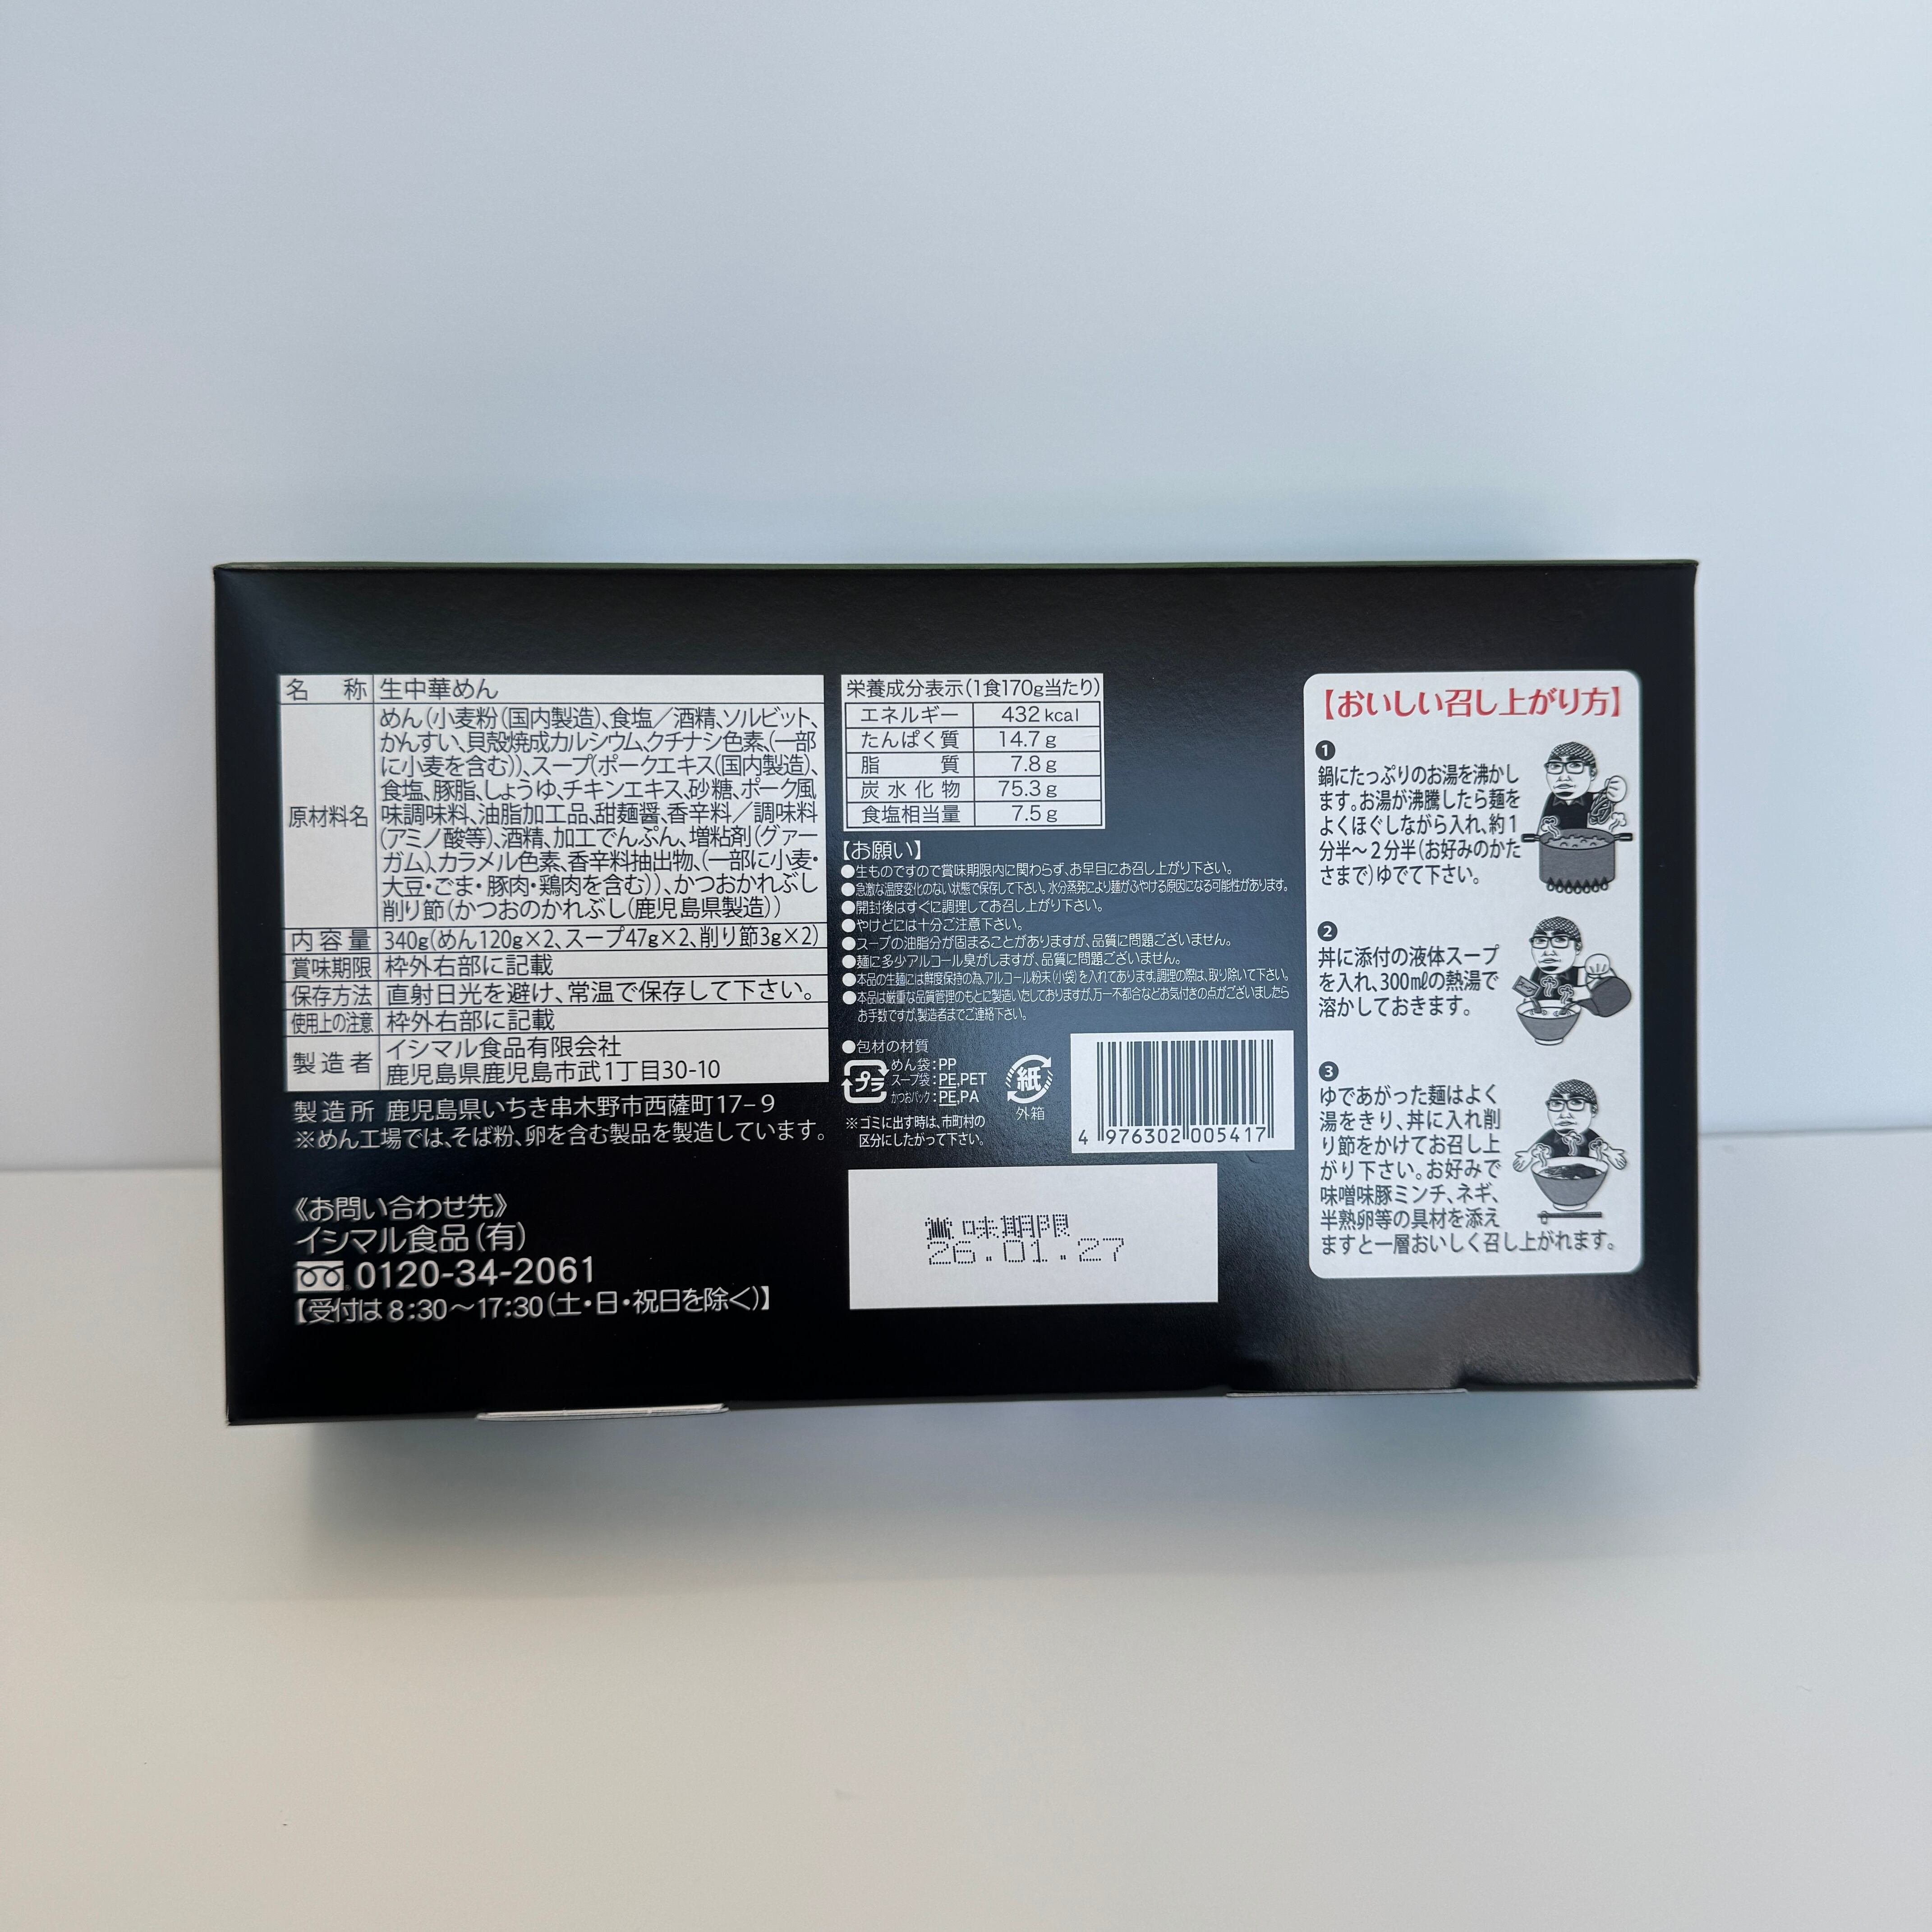 名称 生中華めん
原材料名
めん(小麦粉(国内製造)、食塩/酒精、ソルビット、
かんすい、貝殻焼成カルシウム、クチナシ色素、(一部
に小麦を含む))、スープ(ポークエキス(国内製造)、
食塩、豚脂、しょうゆ、チキンエキス、砂糖、ポーク風
味調味料、油脂加工品、甜麺醤、香辛料/調味料
(アミノ酸等)、酒精、加工でんぷん、増粘剤(グァー
ガム)、カラメル色素、香辛料抽出物、(一部に小麦・
大豆・ごま・豚肉・鶏肉を含む))、かつおかれぶし
削り節(かつおのかれぶし(鹿児島県製造))
内容量 340g(めん120g×2、スープ47g×2、削り節3g×2)
賞味期限 枠外右部に記載
保存方法 直射日光を避け、常温で保存して下さい。
使用上の注意 枠外右部に記載
製造者
イシマル食品有限会社
鹿児島県鹿児島市武1丁目30-10
製造所 鹿児島県いちき串木野市西薩町17-9
※めん工場では、そば粉、卵を含む製品を製造しています。
《お問い合わせ先》
イシマル食品(有)
0120-34-2061
【受付は8:30〜17:30(土・日・祝日を除く)】
栄養成分表示(1食170g当たり)
エネルギー 432kcal
たんぱく質 14.7g
脂質 7.8g
炭水化物 75.3g
食塩相当量 7.5g
【お願い】
●生ものですので賞味期限内に関わらず、お早目にお召し上がり下さい。
●急激な温度変化のない状態で保存して下さい。水分蒸発により麺がふやける原因になる可能性があります。
●開封後はすぐに調理してお召し上がり下さい。
●やけどには十分ご注意下さい。
●スープの油脂分が固まることがありますが、品質に問題ございません。
●麺に多少アルコール臭がしますが、品質に問題ございません。
●本品の生麺には鮮度保持の為、アルコール粉末(小袋)を入れてあります。調理の際は、取り除いて下さい。
●本品は厳重な品質管理のもとに製造いたしておりますが、万一不都合などお気付きの点がございましたら
お手数ですが、製造者までご連絡下さい。
●包材の材質
プラ
めん袋:PP
スープ袋:PE,PET
かつおパック:PE,PA
紙
外箱
※ゴミに出す時は、市町村の
区分にしたがって下さい。
4 976302 005417
賞味期限
26.01.27
【おいしい召し上がり方】
❶
鍋にたっぷりのお湯を沸かし
ます。お湯が沸騰したら麺を
よくほぐしながら入れ、約1
分半〜2分半(お好みのかた
さまで)ゆでて下さい。
❷
丼に添付の液体スープ
を入れ、300㎖の熱湯で
溶かしておきます。
❸
ゆであがった麺はよく
湯をきり、丼に入れ削
り節をかけてお召し上
がり下さい。お好みで
味噌味豚ミンチ、ネギ、
半熟卵等の具材を添え
ますと一層おいしく召し上がれます。